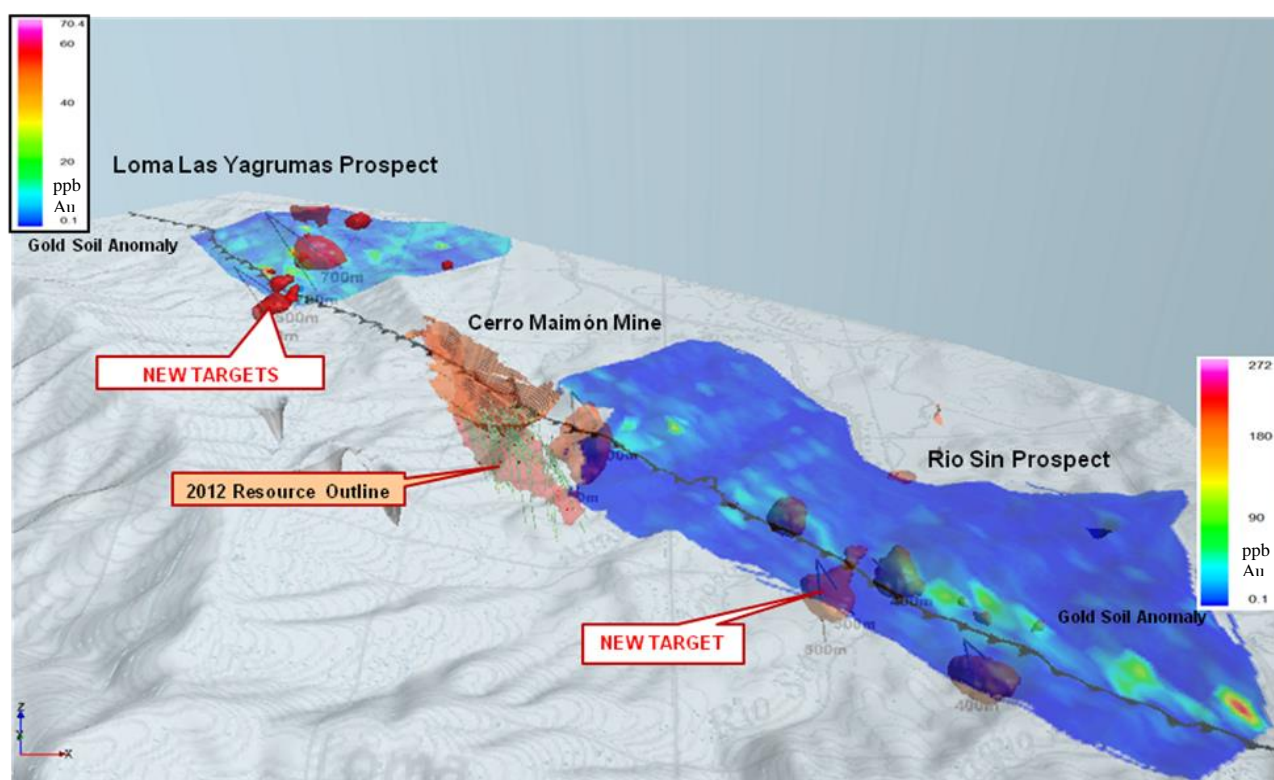 70.4
60
40
20
ppb
Au
0.1
Loma Las Yagrumas Prospect
Gold Soil Anomaly
700m
NEW TARGETS
Cerro Maimón Mine
272
180
90
ppb
Au
0.1
Rio Sin Prospect
2012 Resource Outline
400m
Gold Soil Anomaly
NEW TARGET
500m
400m
Z
X